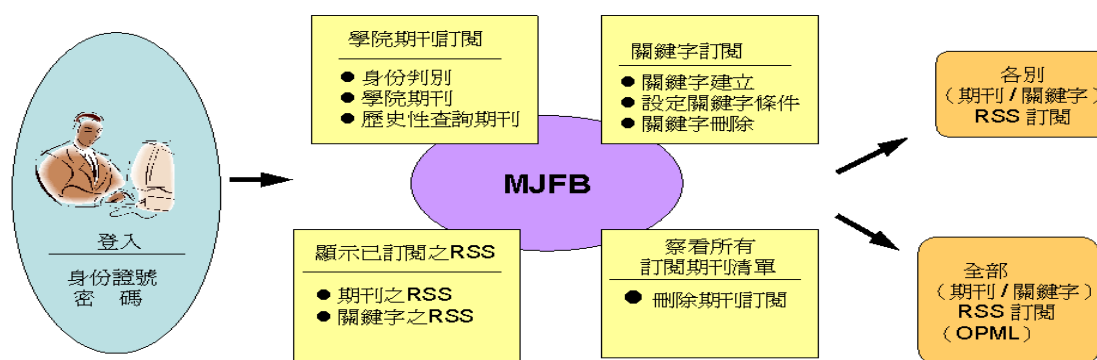 登入
身份證號
密 碼
學院期刊訂閱
● 身份判別
● 學院期刊
● 歷史性查詢期刊
關鍵字訂閱
● 關鍵字建立
● 設定關鍵字條件
● 關鍵字刪除
MJFB
顯示已訂閱之RSS
● 期刊之RSS
● 關鍵字之RSS
察看所有
訂閱期刊清單
● 刪除期刊訂閱
各別
(期刊/關鍵字)
RSS 訂閱
全部
(期刊/關鍵字)
RSS 訂閱
(OPML)